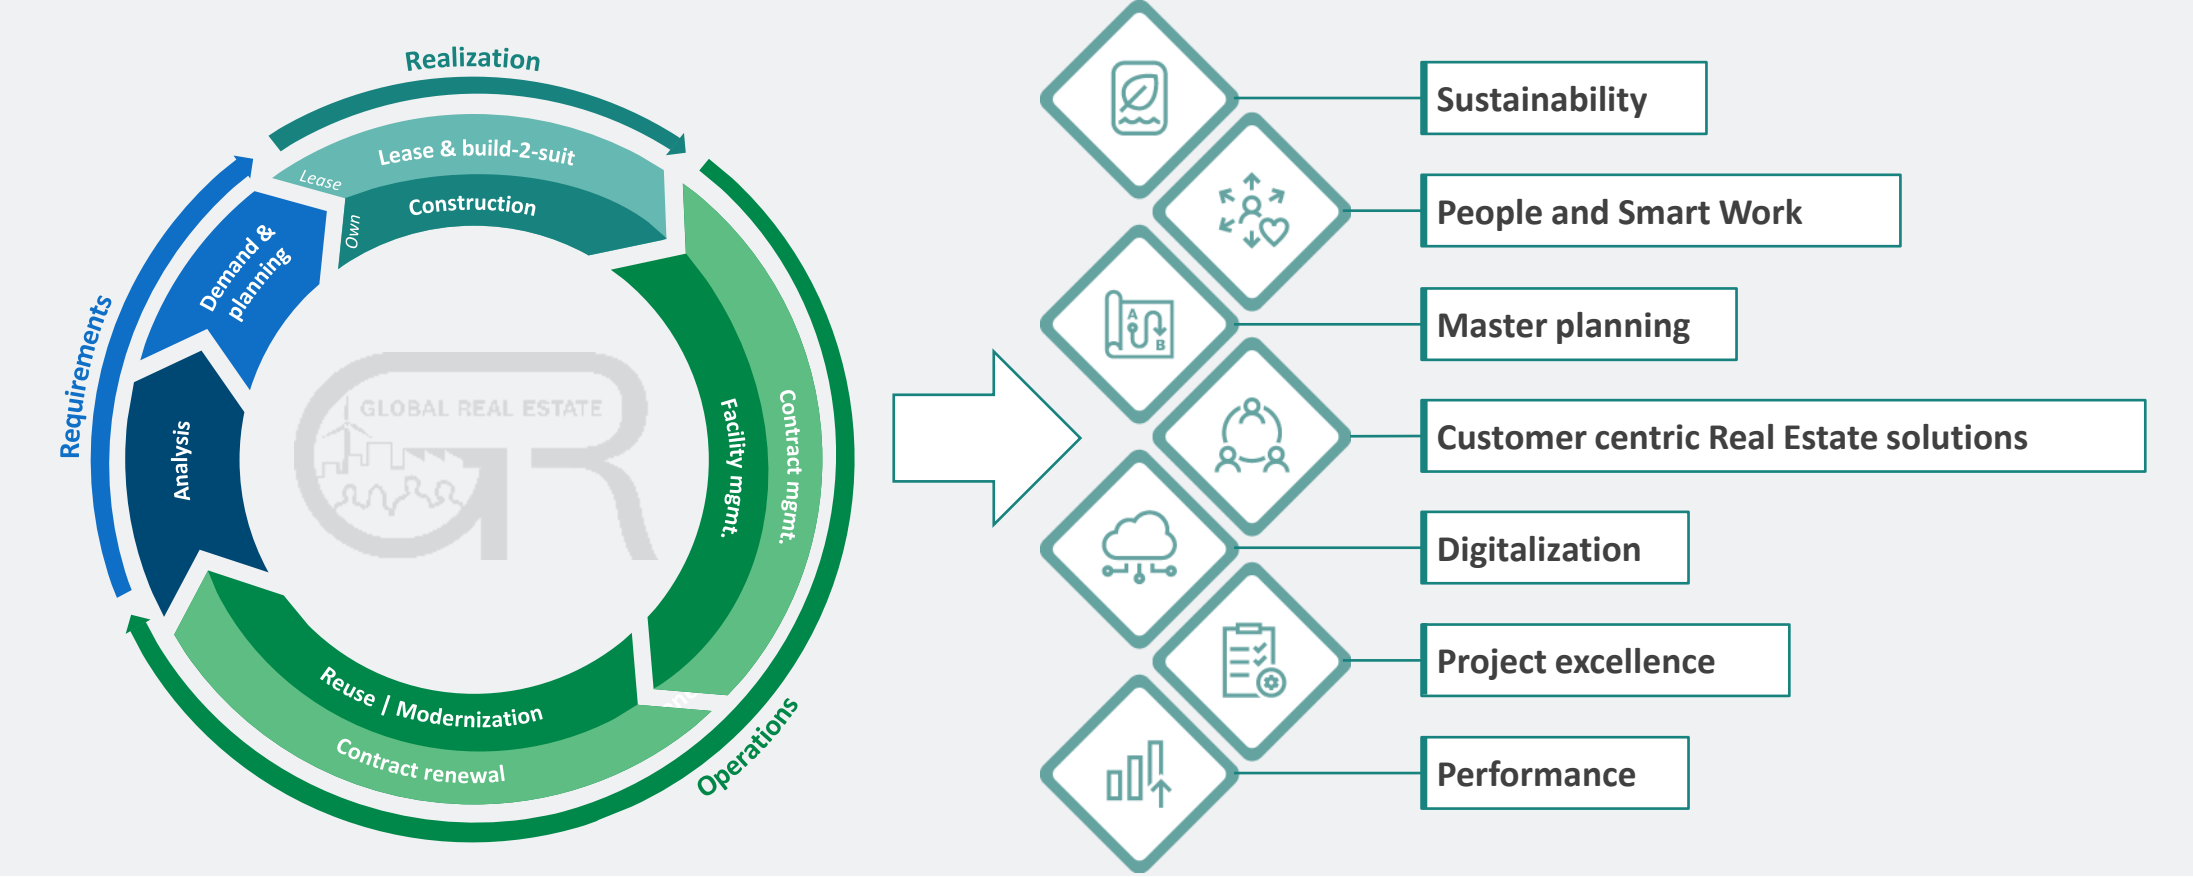 Realization
Lease & build-2-suit
Lease
Construction
Own
Demand &
planning
Requirements
Analysis
GLOBAL REAL ESTATE
Facility mgmt.
Contract mgmt.
Reuse | Modernization
Contract renewal
Operations
Sustainability
People and Smart Work
Master planning
A
B
Customer centric Real Estate solutions
Digitalization
Project excellence
Performance